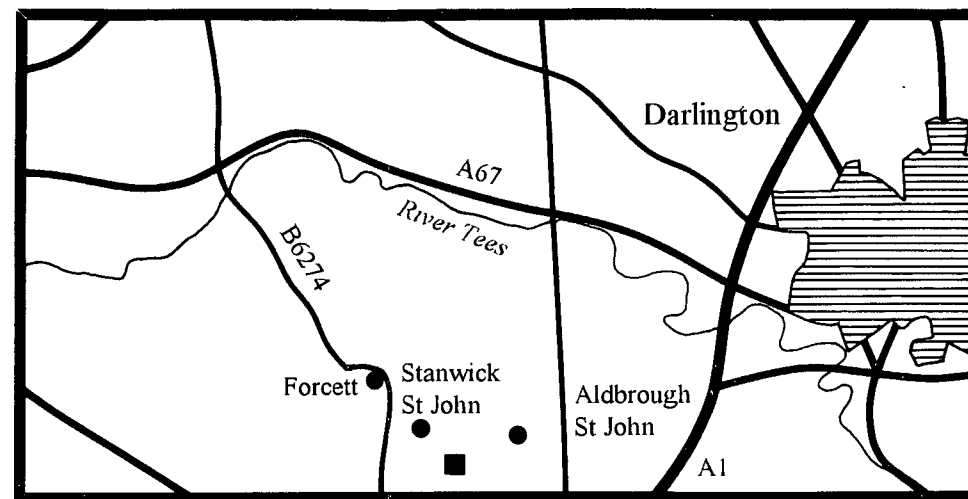 Darlington
A67
River Tees
B6274
Forcett
Stanwick
St John
Aldbrough
St John
A1